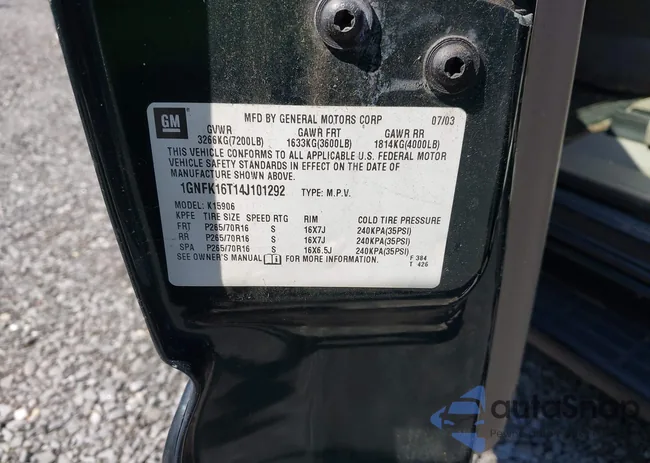 GM
MFD BY GENERAL MOTORS CORP 07/03
GVWR GAWR FRT GAWR RR
3266KG(7200LB) 1633KG(3600LB) 1814KG(4000LB)
THIS VEHICLE CONFORMS TO ALL APPLICABLE U.S. FEDERAL MOTOR
VEHICLE SAFETY STANDARDS IN EFFECT ON THE DATE OF
MANUFACTURE SHOWN ABOVE.
1GNFK16T14J101292 TYPE: M.P.V.
MODEL: K15906
KPFE TIRE SIZE SPEED RTG RIM COLD TIRE PRESSURE
FRT P265/70R16 S 16X7J 240KPA(35PSI)
RR P265/70R16 S 16X7J 240KPA(35PSI)
SPA P265/70R16 S 16X6.5J 240KPA(35PSI)
SEE OWNER'S MANUAL FOR MORE INFORMATION.
F 384
T 426
autaSnap